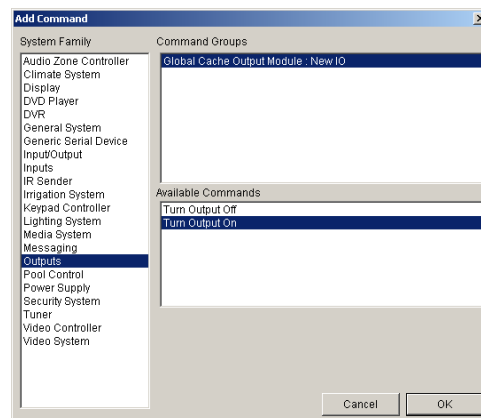 Add Command
System Family
Audio Zone Controller
Climate System
Display
DVD Player
DVR
General System
Generic Serial Device
Input/Output
Inputs
IR Sender
Irrigation System
Keypad Controller
Lighting System
Media System
Messaging
Outputs
Pool Control
Power Supply
Security System
Tuner
Video Controller
Video System
Command Groups
Global Cache Output Module : New IO
Available Commands
Turn Output Off
Turn Output On
Cancel
OK